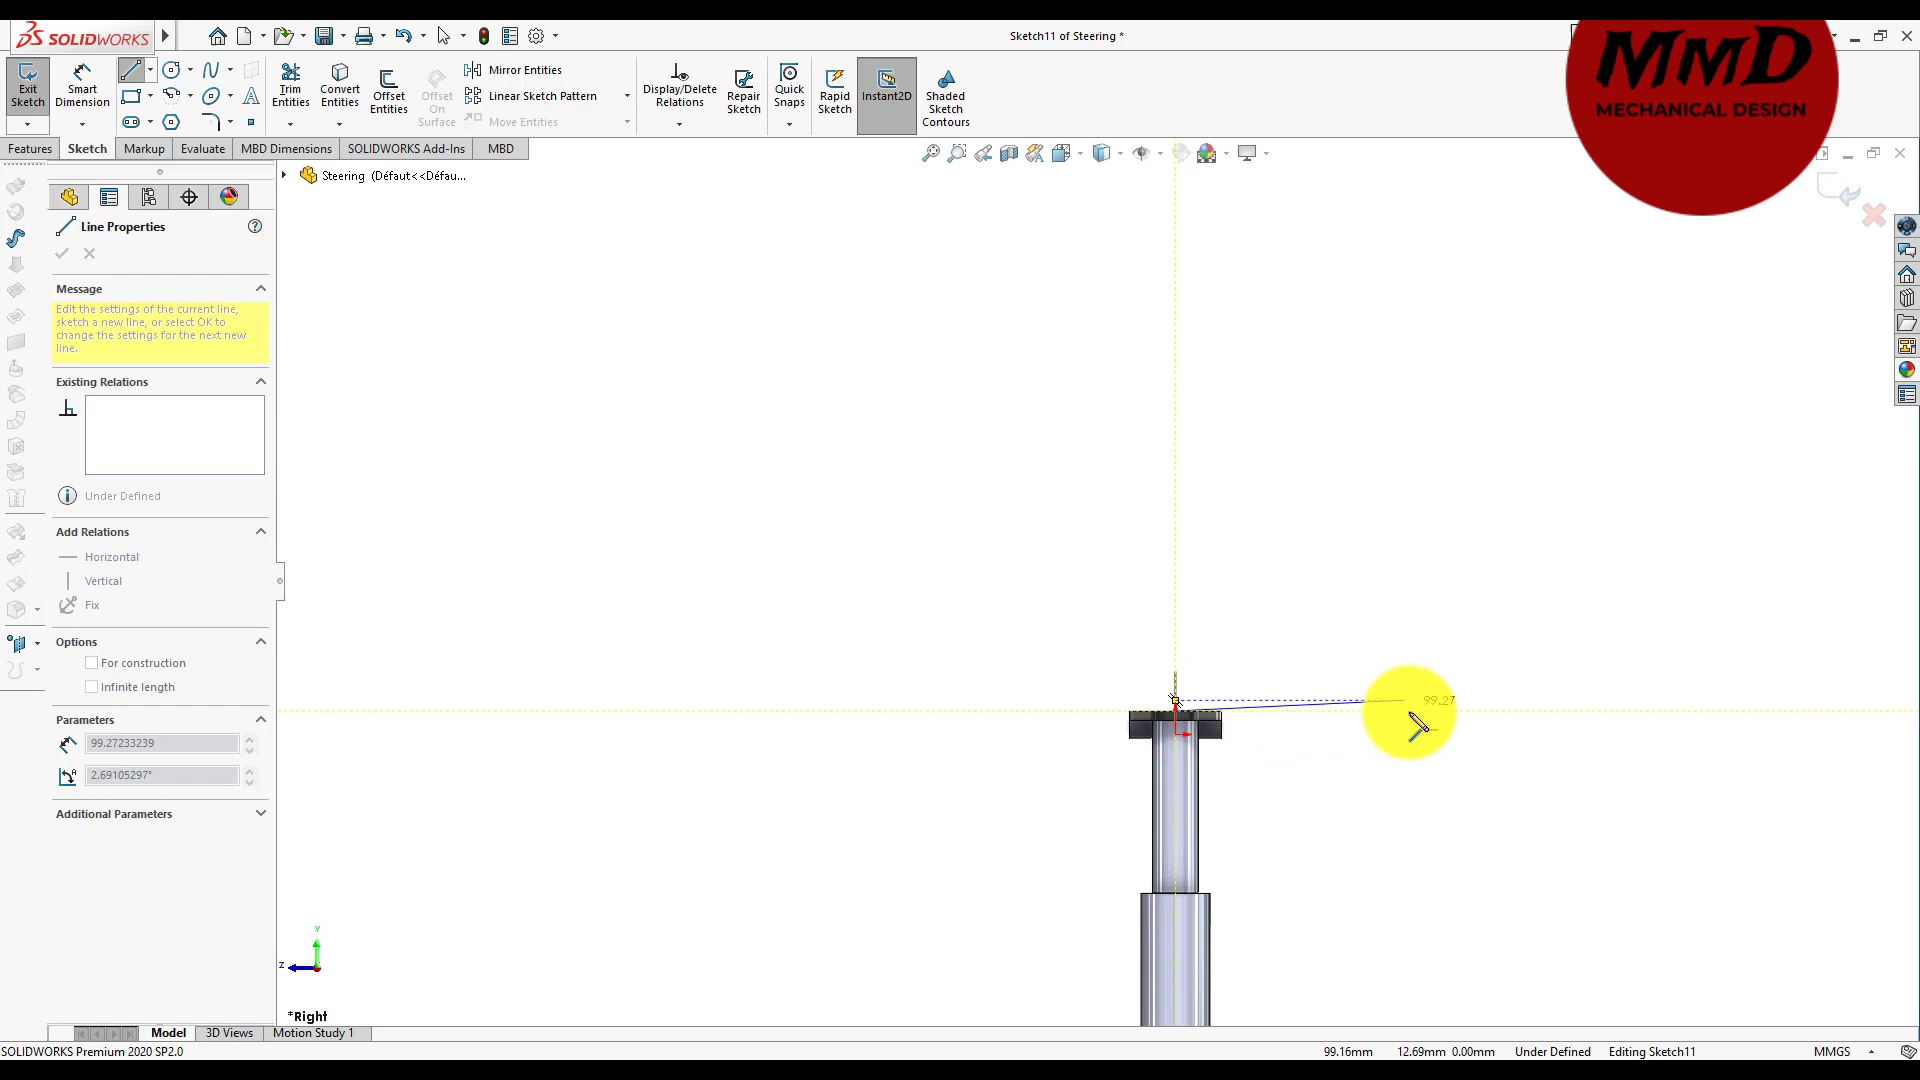 SOLIDWORKS
Sketch11 of Steering *
MMD
MECHANICAL DESIGN
Exit Sketch
Smart Dimension
Trim Entities
Convert Entities
Offset Entities
Offset On Surface
Mirror Entities
Linear Sketch Pattern
Move Entities
Display/Delete Relations
Repair Sketch
Quick Snaps
Rapid Sketch
Instant2D
Shaded Sketch Contours
Features
Sketch
Markup
Evaluate
MBD Dimensions
SOLIDWORKS Add-Ins
MBD
Steering (Défaut<<Défau...
Line Properties
Message
Edit the settings of the current line,
sketch a new line, or select OK to
change the settings for the next new
line.
Existing Relations
Under Defined
Add Relations
Horizontal
Vertical
Fix
Options
For construction
Infinite length
Parameters
99.27233239
2.69105297°
Additional Parameters
99.27
Y
Z
*Right
Model
3D Views
Motion Study 1
SOLIDWORKS Premium 2020 SP2.0
99.16mm
12.69mm
0.00mm
Under Defined
Editing Sketch11
MMGS